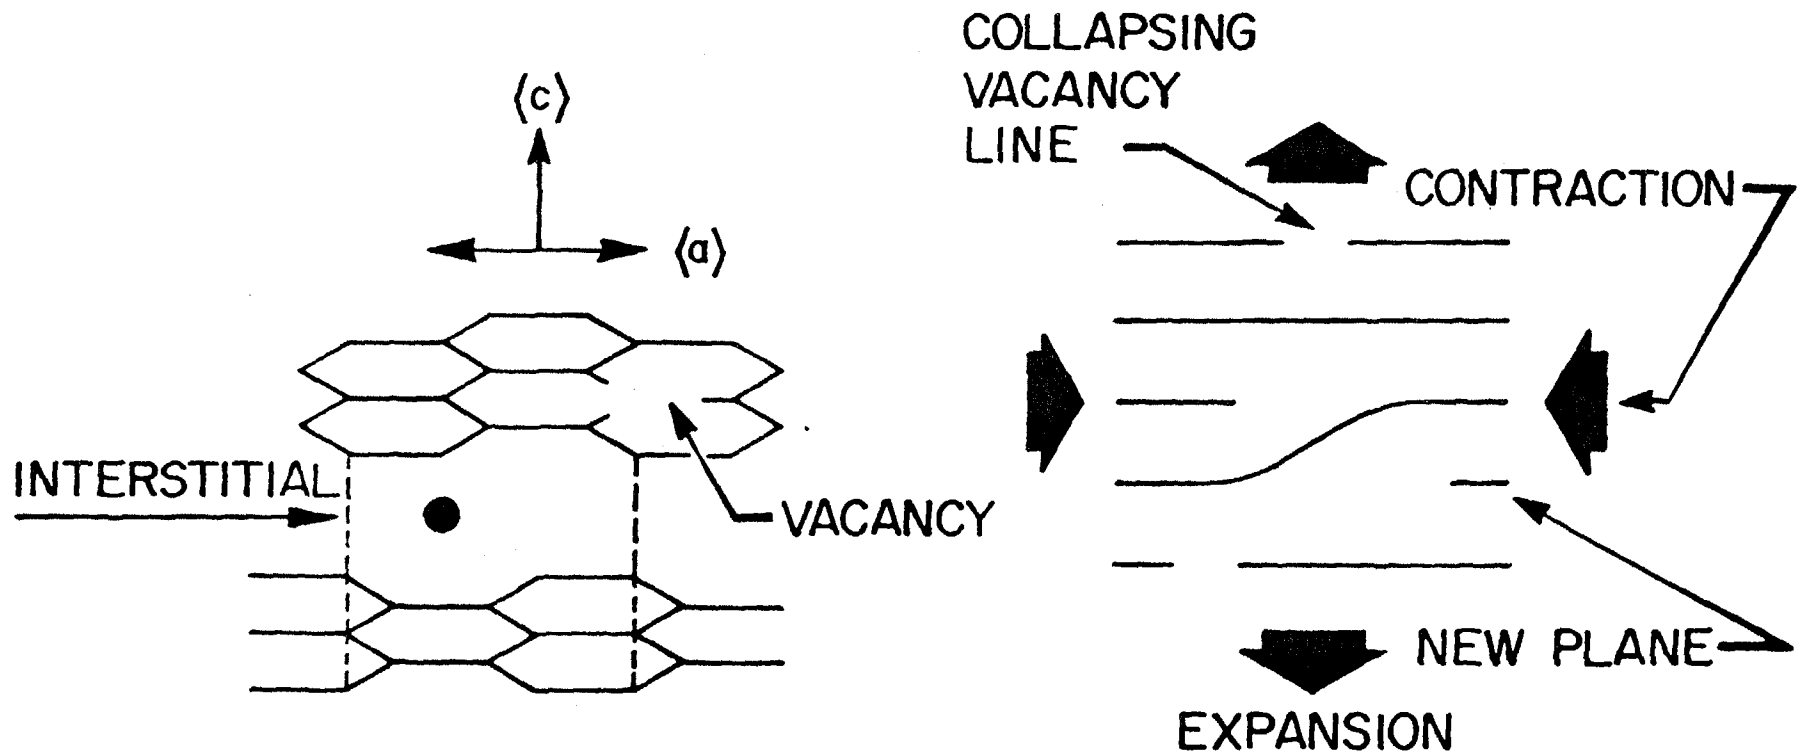 ⟨c⟩
⟨a⟩
INTERSTITIAL
VACANCY
COLLAPSING
VACANCY
LINE
CONTRACTION
NEW PLANE
EXPANSION